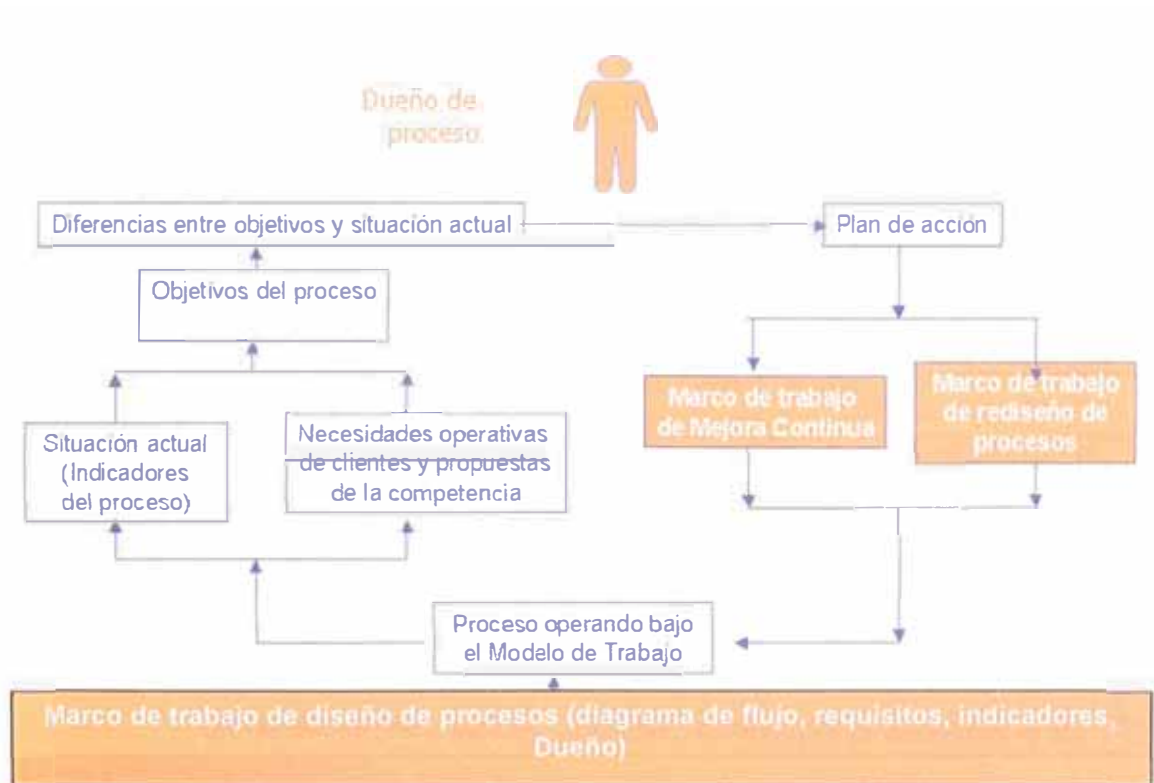 Dueño de
proceso
Diferencias entre objetivos y situación actual
Plan de acción
Objetivos del proceso
Marco de trabajo
de Mejora Continua
Marco de trabajo
de rediseño de
procesos
Situación actual
(Indicadores
del proceso)
Necesidades operativas
de clientes y propuestas
de la competencia
Proceso operando bajo
el Modelo de Trabajo
Marco de trabajo de diseño de procesos (diagrama de flujo, requisitos, indicadores,
Dueño)